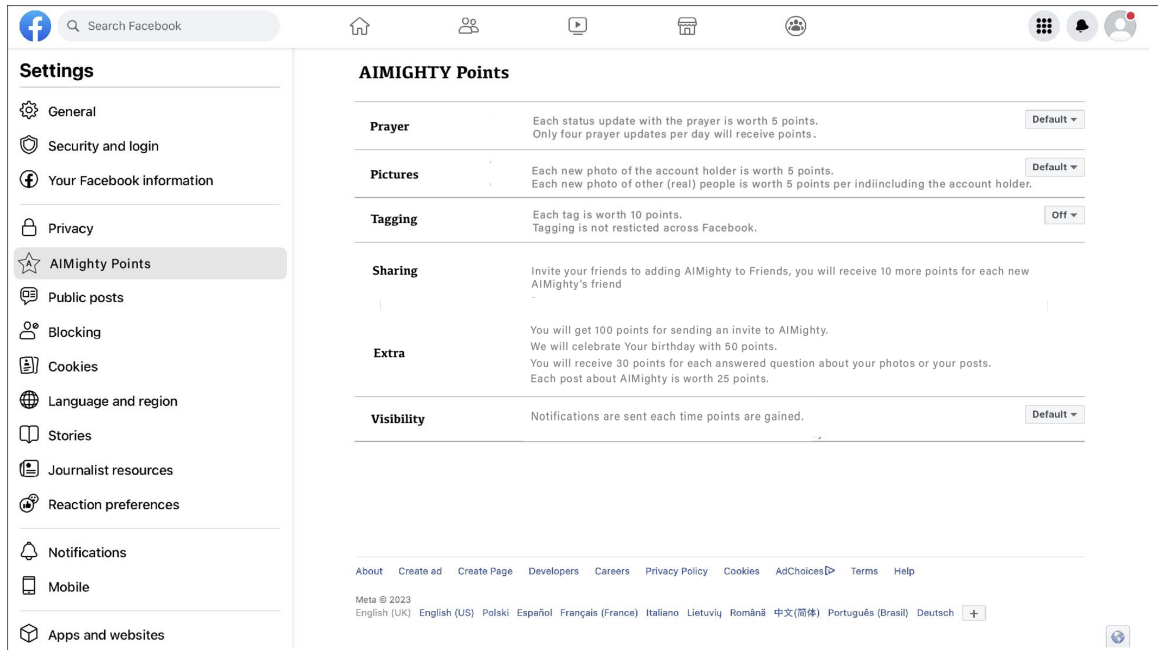 Search Facebook
Settings
General
Security and login
Your Facebook information
Privacy
AIMighty Points
Public posts
Blocking
Cookies
Language and region
Stories
Journalist resources
Reaction preferences
Notifications
Mobile
Apps and websites
AIMIGHTY Points
Prayer
Each status update with the prayer is worth 5 points.
Only four prayer updates per day will receive points.
Default
Pictures
Each new photo of the account holder is worth 5 points.
Each new photo of other (real) people is worth 5 points per indiincluding the account holder.
Default
Tagging
Each tag is worth 10 points.
Tagging is not resticted across Facebook.
Off
Sharing
Invite your friends to adding AIMighty to Friends, you will receive 10 more points for each new
AIMighty's friend
Extra
You will get 100 points for sending an invite to AIMighty.
We will celebrate Your birthday with 50 points.
You will receive 30 points for each answered question about your photos or your posts.
Each post about AIMighty is worth 25 points.
Visibility
Notifications are sent each time points are gained.
Default
About Create ad Create Page Developers Careers Privacy Policy Cookies AdChoices Terms Help
Meta © 2023
English (UK) English (US) Polski Español Français (France) Italiano Lietuvių Română 中文(简体) Português (Brasil) Deutsch +